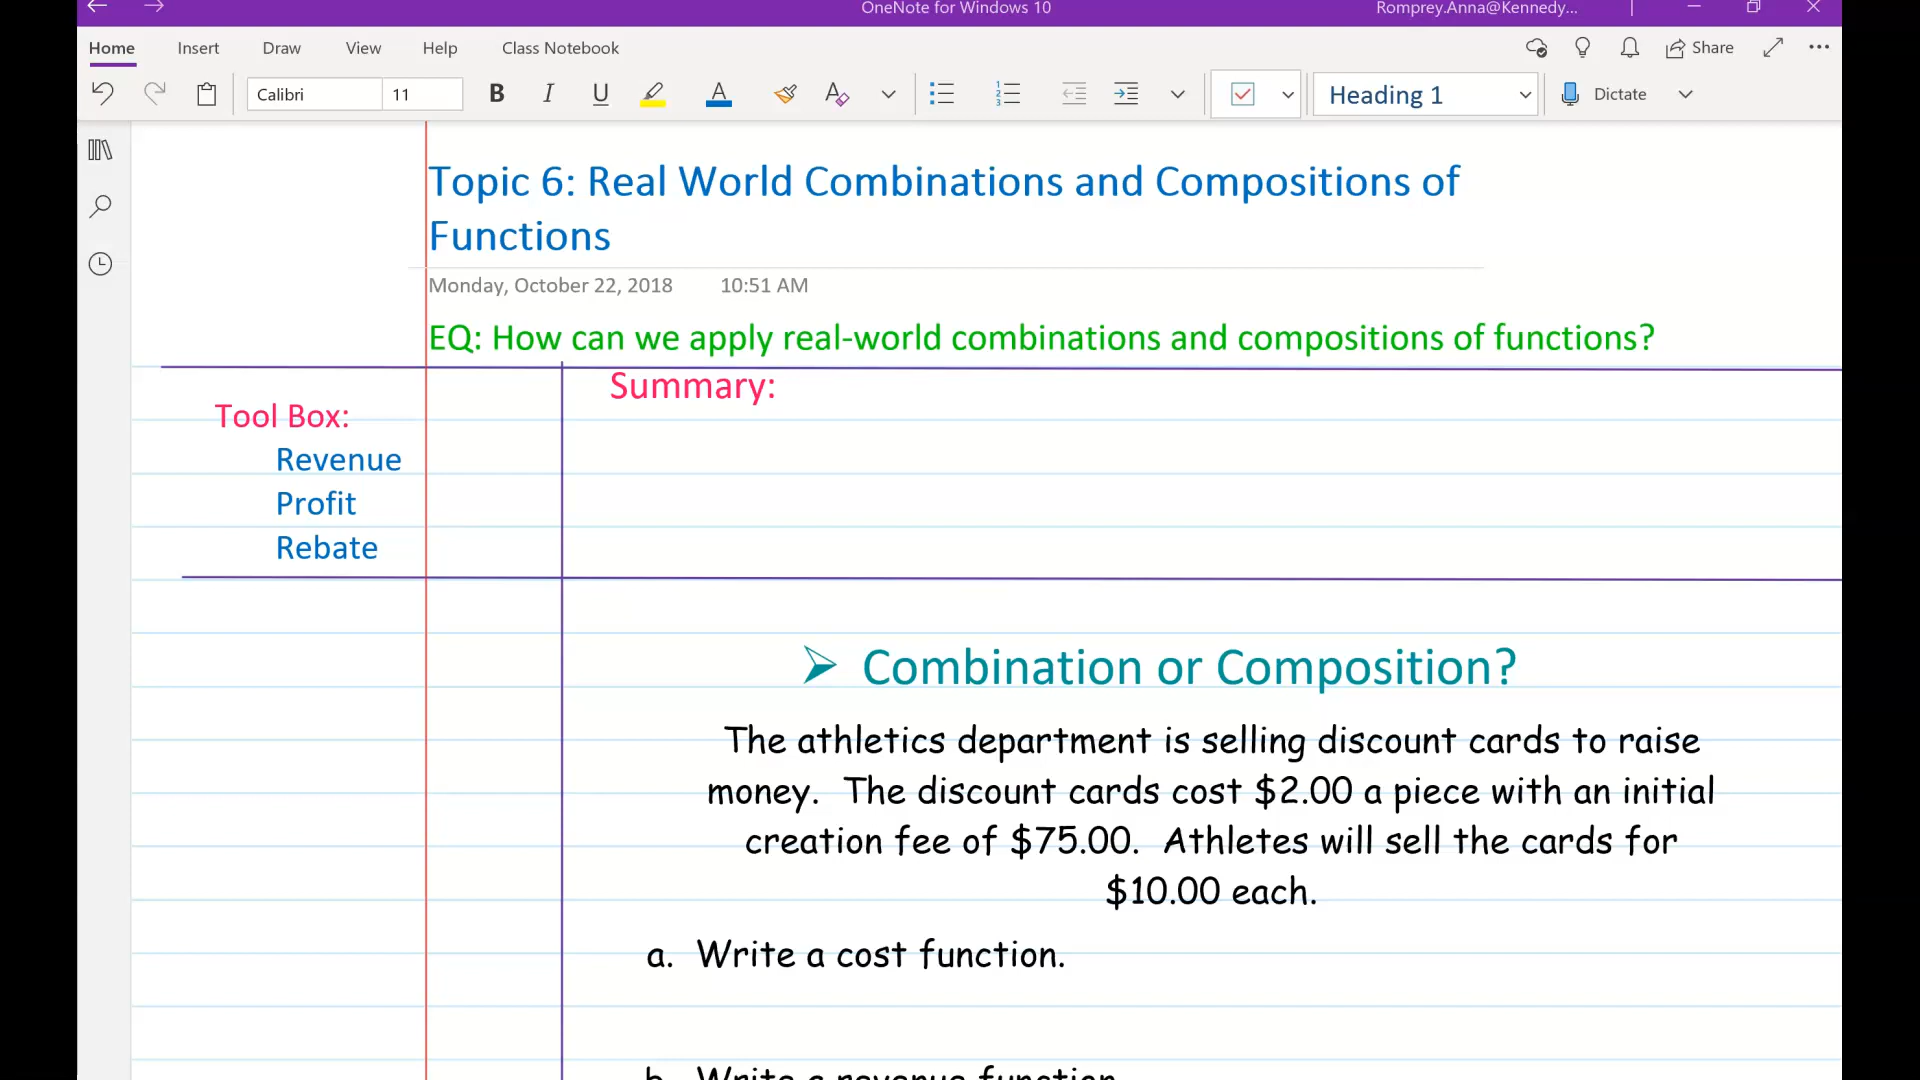 OneNote for Windows 10
Romprey.Anna@Kennedy...
Home Insert Draw View Help Class Notebook
Share
Calibri 11 B I U A A Heading 1 Dictate
Topic 6: Real World Combinations and Compositions of
Functions
Monday, October 22, 2018 10:51 AM
EQ: How can we apply real-world combinations and compositions of functions?
Summary:
Tool Box:
Revenue
Profit
Rebate
➢ Combination or Composition?
The athletics department is selling discount cards to raise
money. The discount cards cost $2.00 a piece with an initial
creation fee of $75.00. Athletes will sell the cards for
$10.00 each.
a. Write a cost function.
b. Write a revenue function.